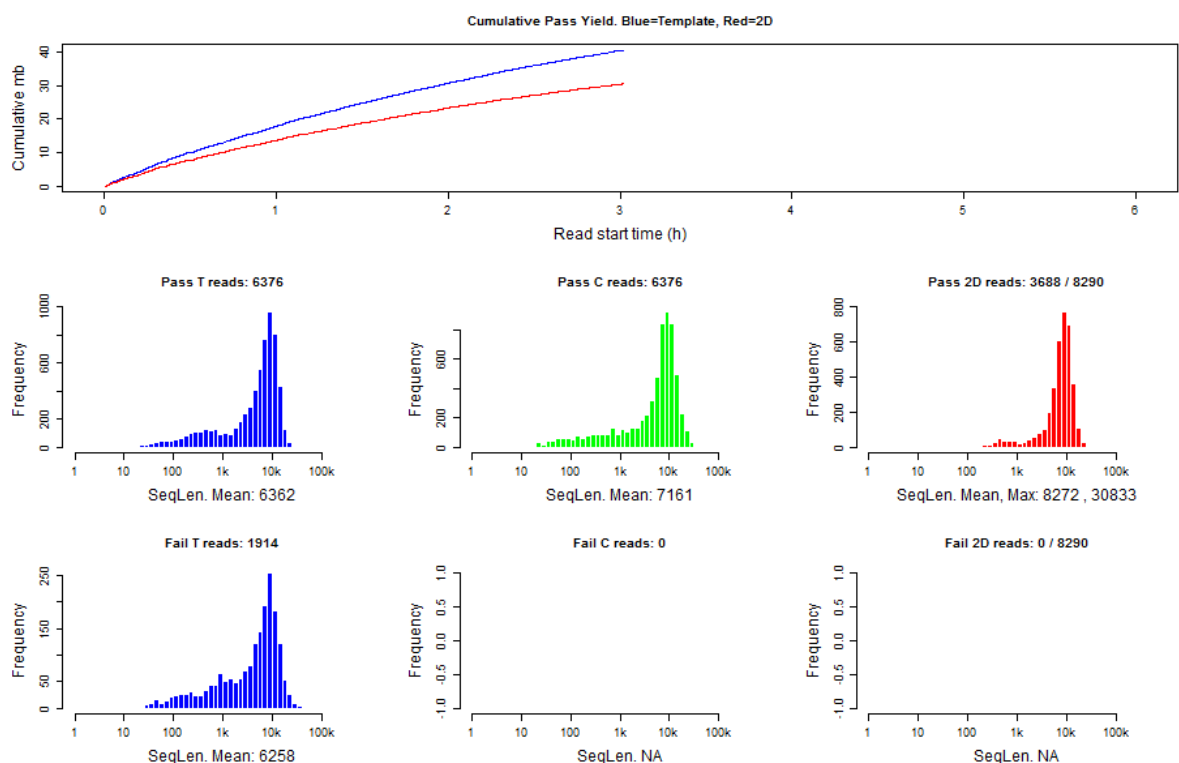 Cumulative Pass Yield. Blue=Template, Red=2D
Cumulative mb
40
30
20
10
0
0 1 2 3 4 5 6
Read start time (h)
Pass T reads: 6376
Frequency
1000
600
200
0
1 10 100 1k 10k 100k
SeqLen. Mean: 6362
Pass C reads: 6376
Frequency
600
200
0
1 10 100 1k 10k 100k
SeqLen. Mean: 7161
Pass 2D reads: 3688 / 8290
Frequency
800
600
400
200
0
1 10 100 1k 10k 100k
SeqLen. Mean, Max: 8272 , 30833
Fail T reads: 1914
Frequency
250
150
50
0
1 10 100 1k 10k 100k
SeqLen. Mean: 6258
Fail C reads: 0
Frequency
1.0
0.5
0.0
-0.5
-1.0
1 10 100 1k 10k 100k
SeqLen. NA
Fail 2D reads: 0 / 8290
Frequency
1.0
0.5
0.0
-0.5
-1.0
1 10 100 1k 10k 100k
SeqLen. NA